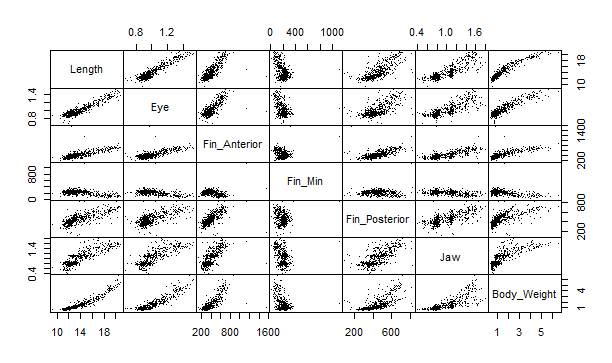 0.8 1.2 0 400 1000 0.4 1.0 1.6
Length
10 14 18
0.8 1.4
Eye
Fin_Anterior
200 1400
0 800
Fin_Min
Fin_Posterior
200 800
0.4 1.4
Jaw
Body_Weight
1 4
10 14 18 200 800 1600 200 600 1 3 5